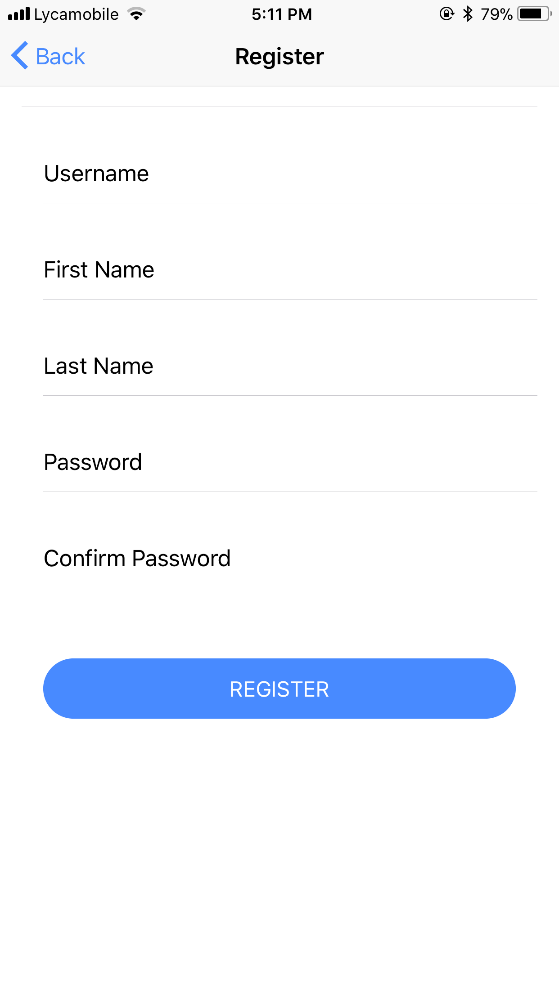 Lycamobile 5:11 PM 79%
Back Register
Username
First Name
Last Name
Password
Confirm Password
REGISTER